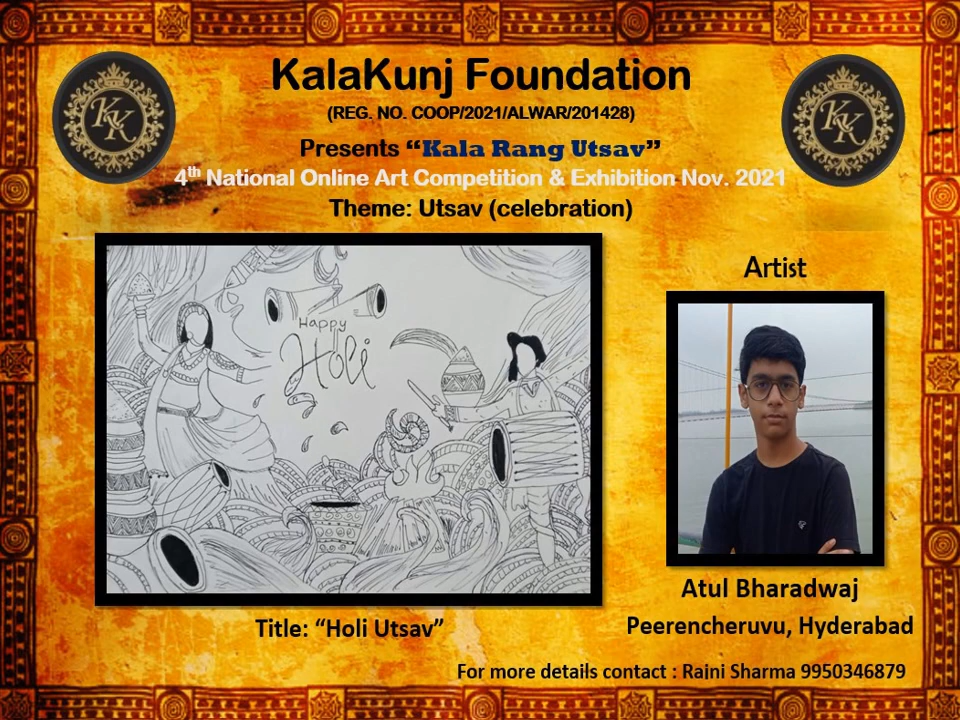 KK
KK
KalaKunj Foundation
(REG. NO. COOP/2021/ALWAR/201428)
Presents “Kala Rang Utsav”
4th National Online Art Competition & Exhibition Nov. 2021
Theme: Utsav (celebration)
Happy
Holi
Artist
Atul Bharadwaj
Peerencheruvu, Hyderabad
Title: “Holi Utsav”
For more details contact : Rajni Sharma 9950346879